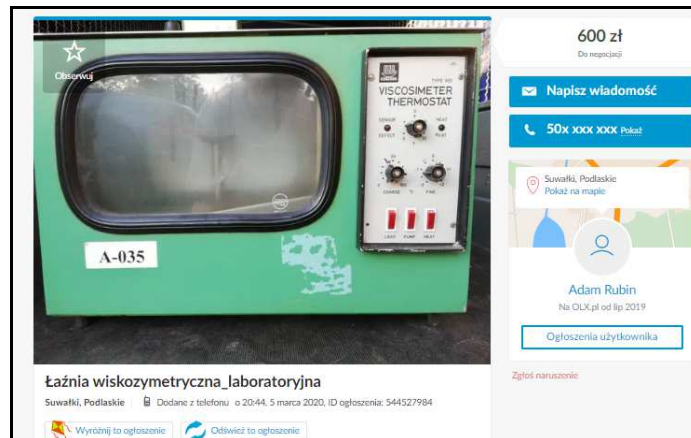 Obserwuj
TYPE
VISCOSIMETER
THERMOSTAT
SENSOR
DEFECT
HEAT
COARSE °C FINE
PUMP HEAT
A-035
Łaźnia wiskozymetryczna_laboratoryjna
Suwałki, Podlaskie Dodane z telefonu o 20:44, 5 marca 2020, ID ogłoszenia: 544527984
Wyróżnij to ogłoszenie Odśwież to ogłoszenie
600 zł
Do negocjacji
Napisz wiadomość
50x xxx xxx Pokaż
Suwałki, Podlaskie
Pokaż na mapie
Adam Rubin
Na OLX.pl od lip 2019
Ogłoszenia użytkownika
Zgłoś naruszenie